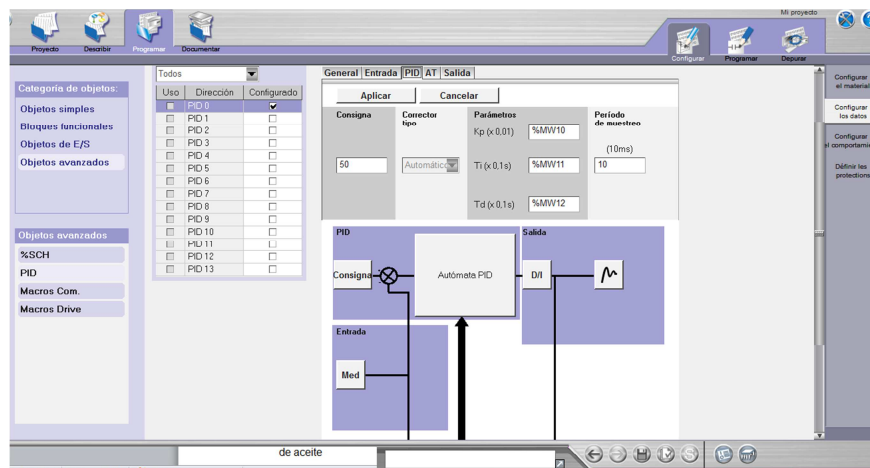 Mi proyecto
Proyecto Describir Programar Documentar
Configurar Programar Depurar
Todos
General Entrada PID AT Salida
Configurar
el material
Categoría de objetos:
Objetos simples
Bloques funcionales
Objetos de E/S
Objetos avanzados
Uso Dirección Configurado
PID 0
PID 1
PID 2
PID 3
PID 4
PID 5
PID 6
PID 7
PID 8
PID 9
PID 10
PID 11
PID 12
PID 13
Aplicar Cancelar
Consigna Corrector tipo Parámetros Período de muestreo
Kp (x 0,01) %MW10
(10ms)
50 Automático Ti (x 0,1s) %MW11 10
Td (x 0,1s) %MW12
Configurar
los datos
Configurar
el comportamie
Définir les
protections
Objetos avanzados
%SCH
PID
Macros Com.
Macros Drive
PID Salida
Consigna Autómata PID D/I
Entrada
Med
de aceite